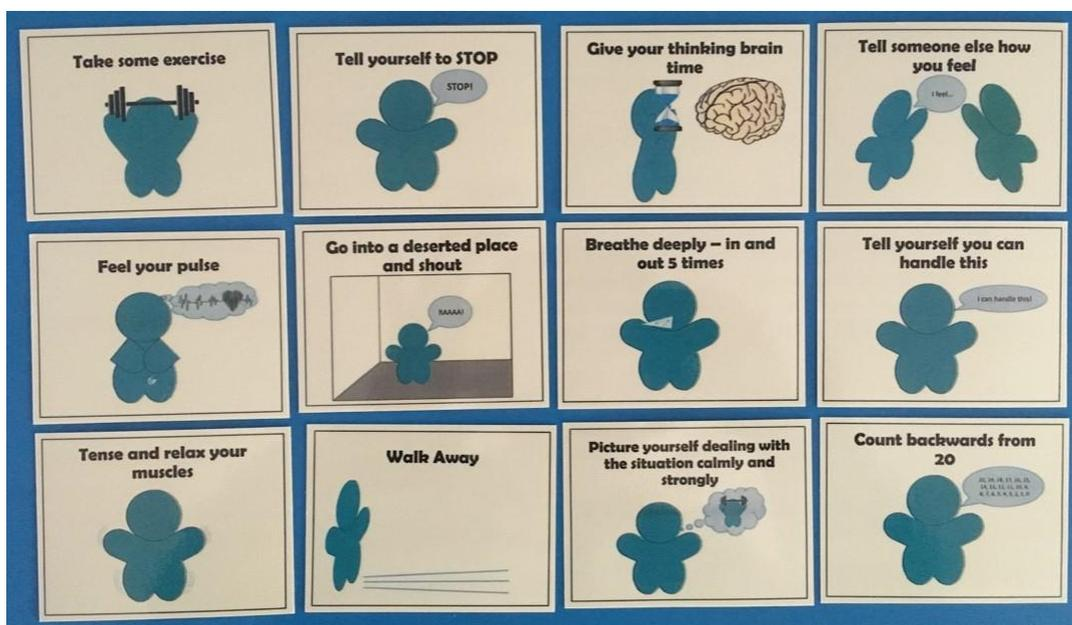 Take some exercise
Tell yourself to STOP
STOP!
Give your thinking brain
time
Tell someone else how
you feel
I feel...
Feel your pulse
Go into a deserted place
and shout
Breathe deeply – in and
out 5 times
Tell yourself you can
handle this
I can handle this!
Tense and relax your
muscles
Walk Away
Picture yourself dealing with
the situation calmly and
strongly
Count backwards from
20